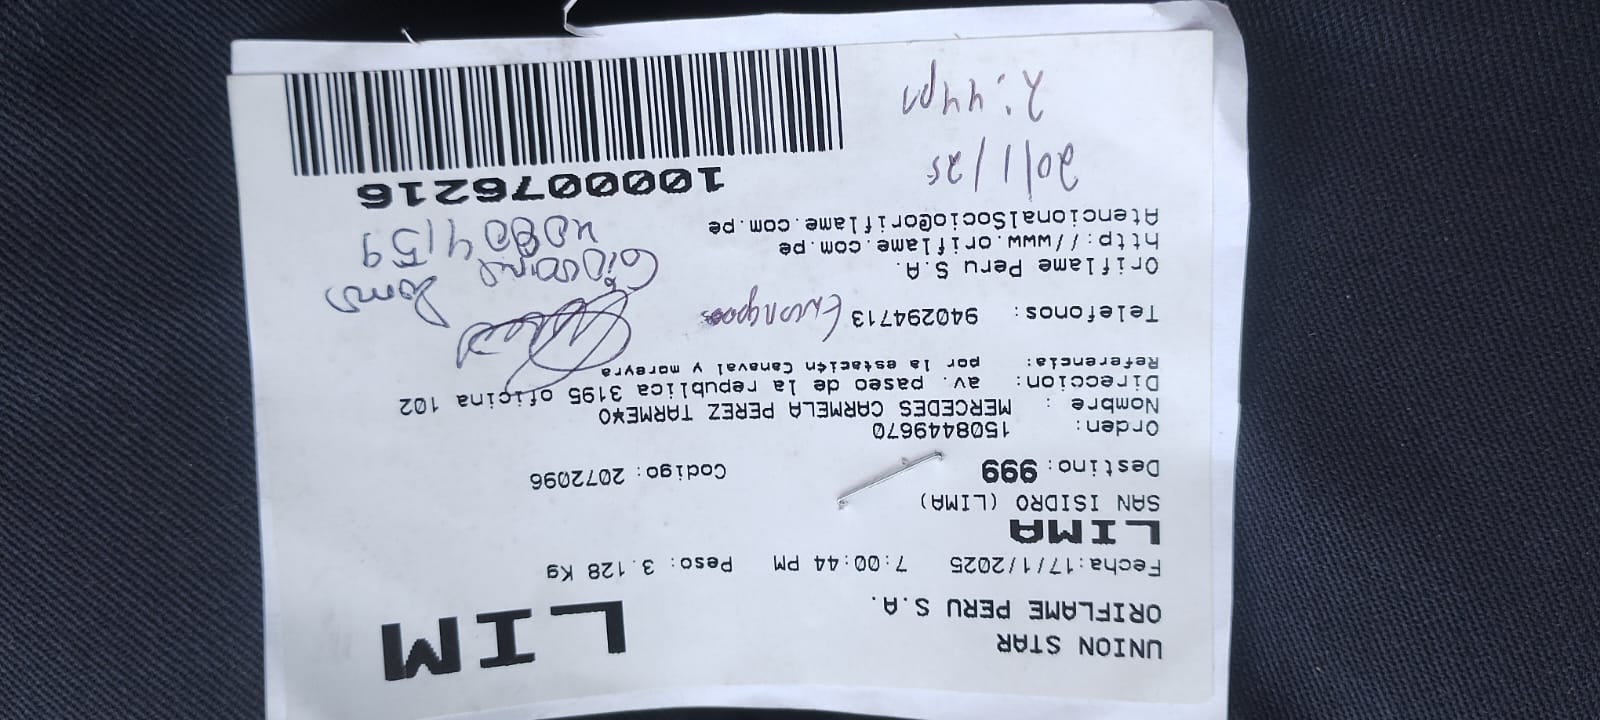 UNION STAR
ORIFLAME PERU S.A.
LIM
Fecha:17/1/2025 7:00:44 PM Peso: 3.128 Kg
LIMA
SAN ISIDRO (LIMA)
Destino: 999 Codigo: 2072096
Orden: 1508449670
Nombre : MERCEDES CARMELA PEREZ TARME¥O
Direccion: av. paseo de la republica 3195 oficina 102
Referencia: por la estación Canaval y moreyra
Telefonos: 940294713
Oriflame Peru S.A.
http://www.oriflame.com.pe
AtencionalSocio@oriflame.com.pe
1000076216
20/1/25
2:44pm